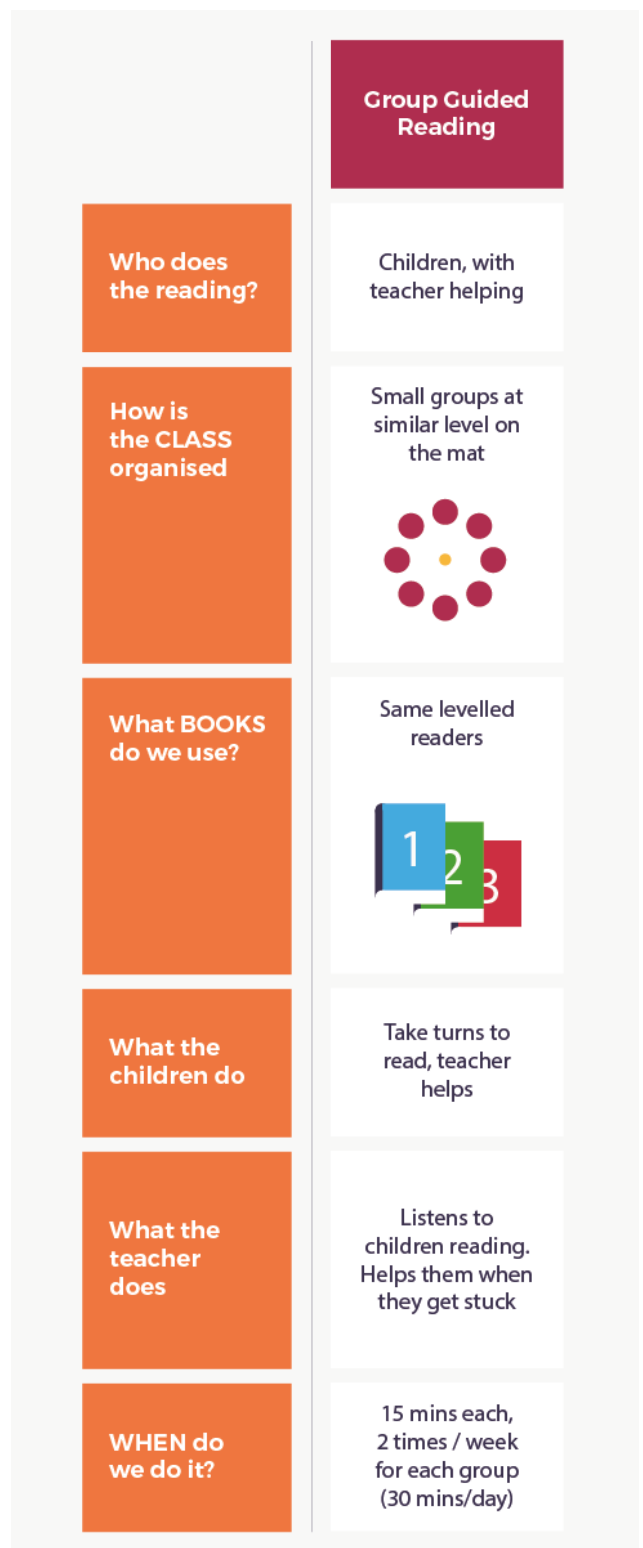 Group Guided
Reading
Who does
the reading?
Children, with
teacher helping
How is
the CLASS
organised
Small groups at
similar level on
the mat
What BOOKS
do we use?
Same levelled
readers
1
2
3
What the
children do
Take turns to
read, teacher
helps
What the
teacher
does
Listens to
children reading.
Helps them when
they get stuck
WHEN do
we do it?
15 mins each,
2 times / week
for each group
(30 mins/day)